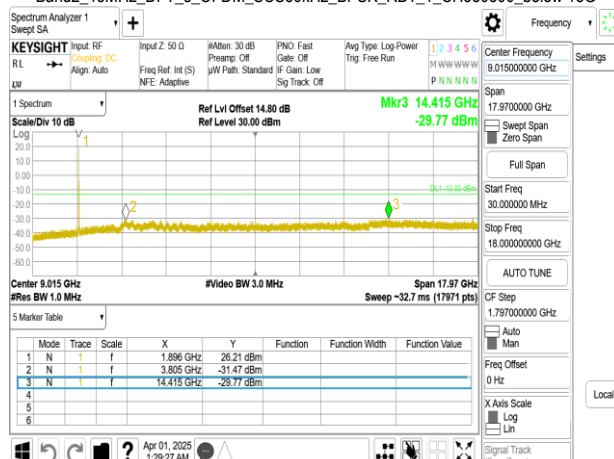 Spectrum Analyzer 1
Swept SA
Frequency
Settings
KEYSIGHT
RL
Input: RF
Coupling: DC
Align: Auto
Input Z: 50 Ω
Freq Ref: Int (S)
NFE: Adaptive
#Atten: 30 dB
Preamp: Off
µW Path: Standard
PNO: Fast
Gate: Off
IF Gain: Low
Sig Track: Off
Avg Type: Log-Power
Trig: Free Run
1 2 3 4 5 6
M W W W W W
P N N N N N
1 Spectrum
Scale/Div 10 dB
Log
Ref Lvl Offset 14.80 dB
Ref Level 30.00 dBm
Mkr3 14.415 GHz
-29.77 dBm
20.0
10.0
0.00
-10.0
-20.0
-30.0
-40.0
-50.0
-60.0
1
2
3
DL1 -13.00 dBm
Center 9.015 GHz
#Res BW 1.0 MHz
#Video BW 3.0 MHz
Span 17.97 GHz
Sweep ~32.7 ms (17971 pts)
5 Marker Table
Mode Trace Scale X Y Function Function Width Function Value
1 N 1 f 1.896 GHz 26.21 dBm
2 N 1 f 3.805 GHz -31.47 dBm
3 N 1 f 14.415 GHz -29.77 dBm
4
5
6
Apr 01, 2025
1:29:27 AM
Center Frequency
9.015000000 GHz
Span
17.9700000 GHz
Swept Span
Zero Span
Full Span
Start Freq
30.000000 MHz
Stop Freq
18.000000000 GHz
AUTO TUNE
CF Step
1.797000000 GHz
Auto
Man
Freq Offset
0 Hz
X Axis Scale
Log
Lin
Signal Track
Local